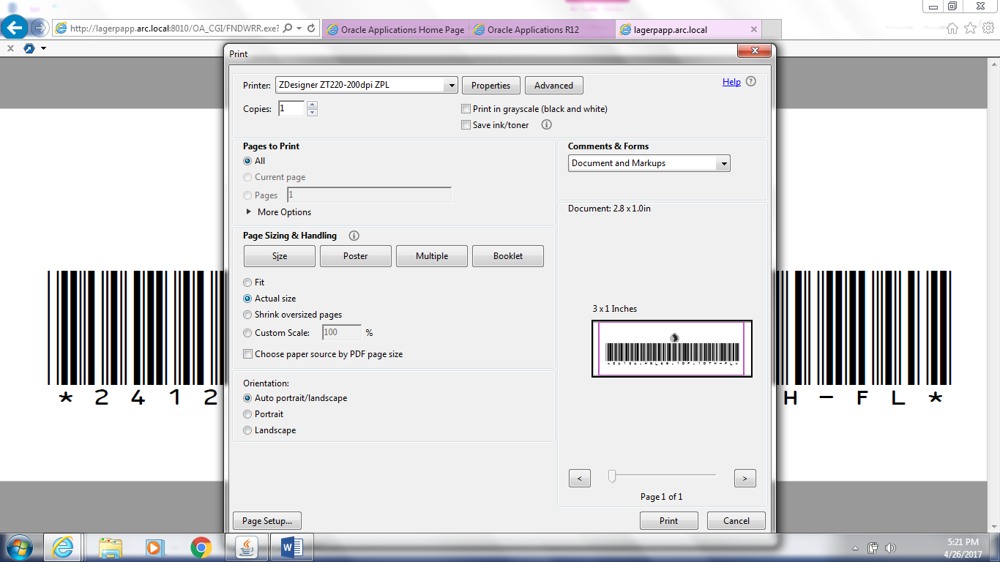 http://lagerpapp.arc.local:8010/OA_CGI/FNDWRR.exe?
Oracle Applications Home Page
Oracle Applications R12
lagerpapp.arc.local
Print
Printer: ZDesigner ZT220-200dpi ZPL Properties Advanced Help
Copies: 1 Print in grayscale (black and white)
Save ink/toner
Pages to Print
All
Current page
Pages 1
More Options
Comments & Forms
Document and Markups
Document: 2.8 x 1.0in
Page Sizing & Handling
Size Poster Multiple Booklet
Fit
Actual size
Shrink oversized pages
Custom Scale: 100 %
Choose paper source by PDF page size
3 x 1 Inches
Orientation:
Auto portrait/landscape
Portrait
Landscape
*2412
H-FL*
< >
Page 1 of 1
Page Setup... Print Cancel
5:21 PM
4/26/2017